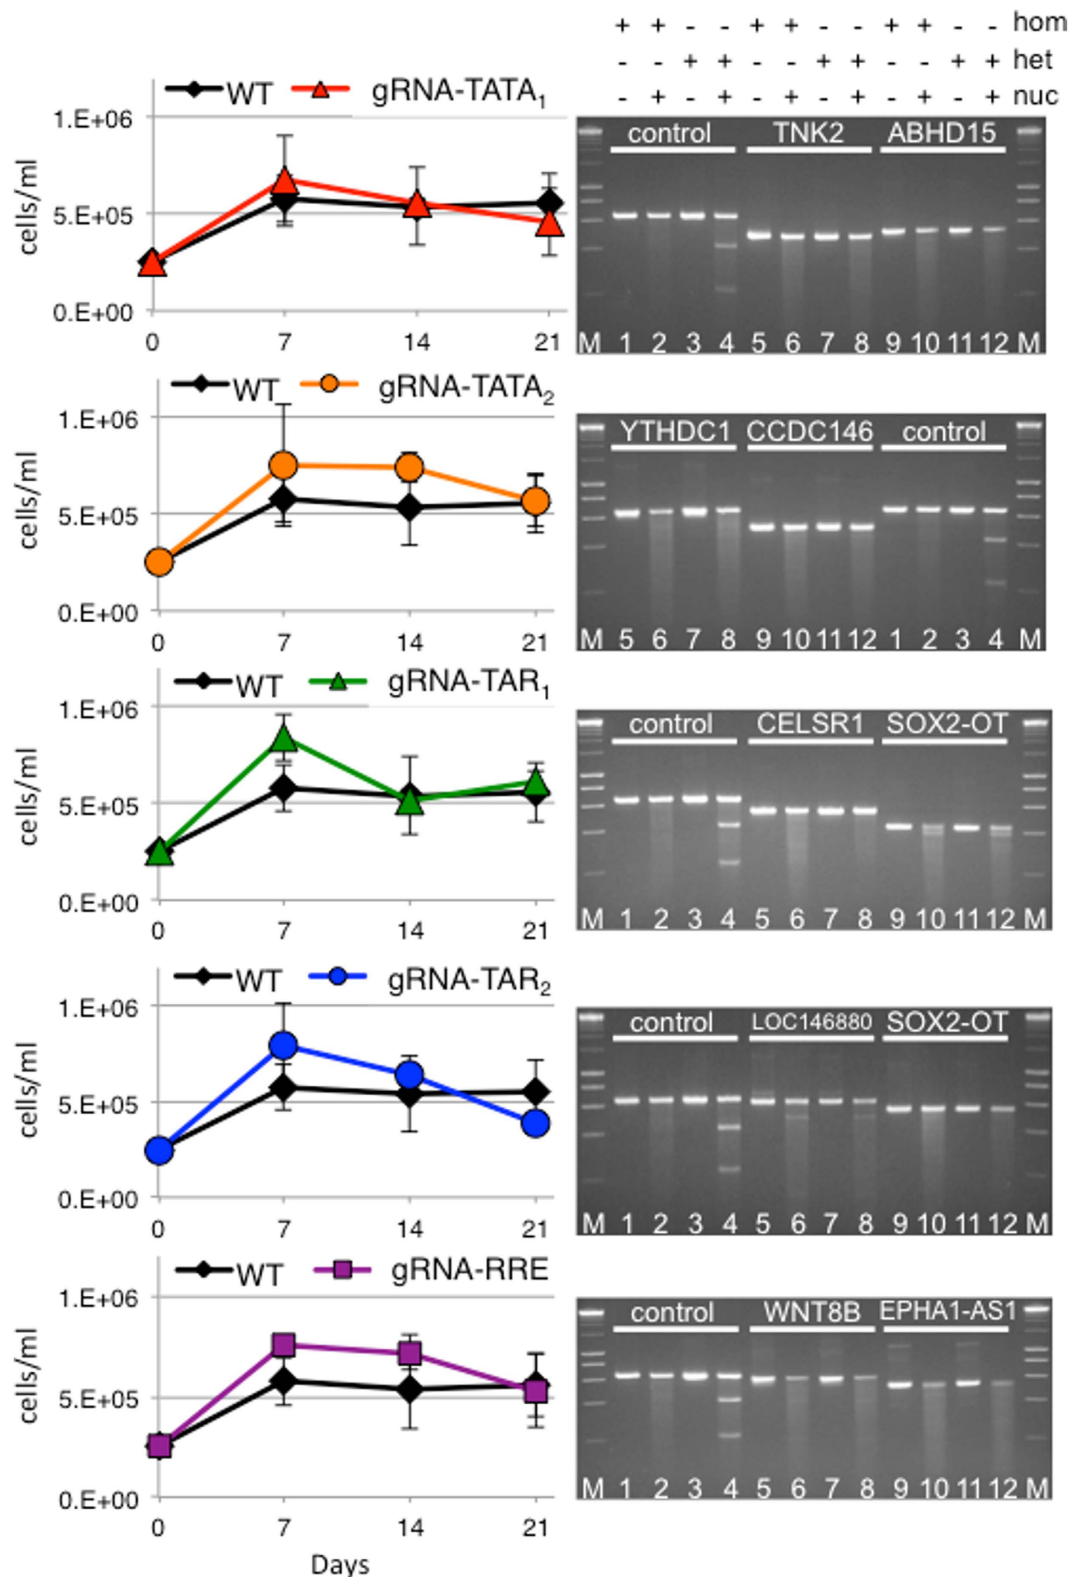 + + - - + + - - + + - - hom
- - + + - - + + - - + + het
- + - + - + - + - + - + nuc
WT gRNA-TATA1
1.E+06
5.E+05
0.E+00
cells/ml
0 7 14 21
control TNK2 ABHD15
M 1 2 3 4 5 6 7 8 9 10 11 12 M
WT gRNA-TATA2
1.E+06
5.E+05
0.E+00
cells/ml
0 7 14 21
YTHDC1 CCDC146 control
M 5 6 7 8 9 10 11 12 1 2 3 4 M
WT gRNA-TAR1
1.E+06
5.E+05
0.E+00
cells/ml
0 7 14 21
control CELSR1 SOX2-OT
M 1 2 3 4 5 6 7 8 9 10 11 12 M
WT gRNA-TAR2
1.E+06
5.E+05
0.E+00
cells/ml
0 7 14 21
control LOC146880 SOX2-OT
M 1 2 3 4 5 6 7 8 9 10 11 12 M
WT gRNA-RRE
1.E+06
5.E+05
0.E+00
cells/ml
0 7 14 21
Days
control WNT8B EPHA1-AS1
M 1 2 3 4 5 6 7 8 9 10 11 12 M